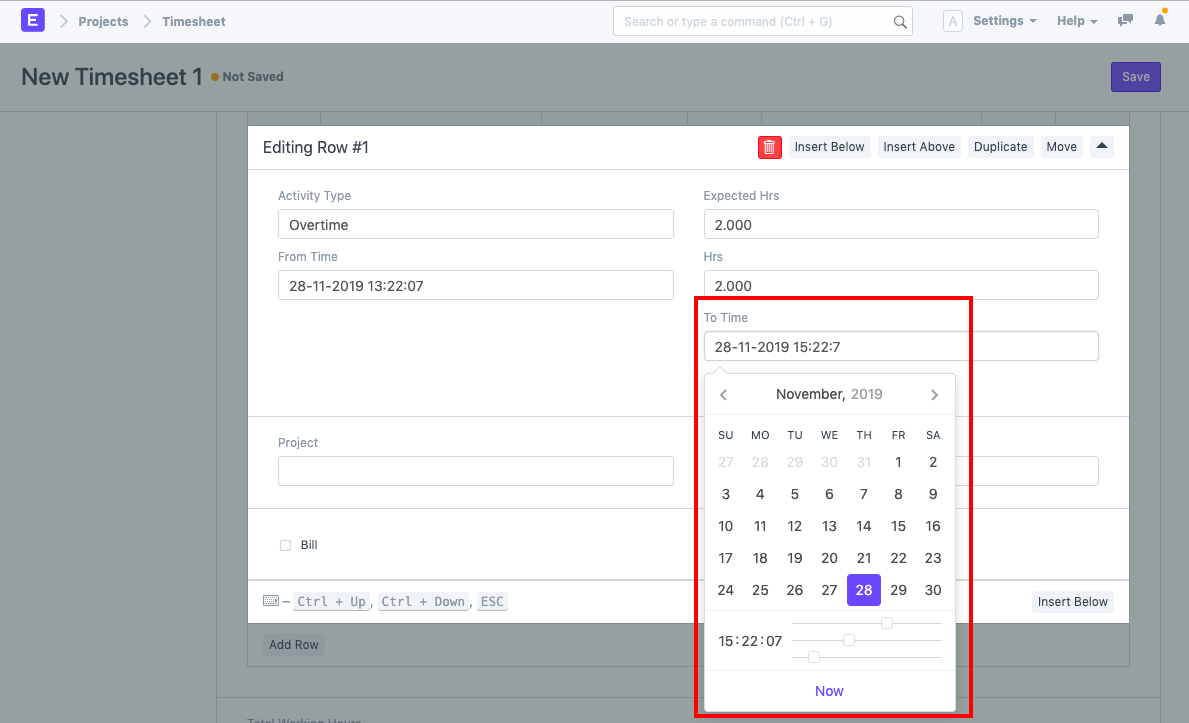 E Projects Timesheet Search or type a command (Ctrl + G) A Settings Help
New Timesheet 1 Not Saved Save
Editing Row #1 Insert Below Insert Above Duplicate Move
Activity Type Expected Hrs
Overtime 2.000
From Time Hrs
28-11-2019 13:22:07 2.000
To Time
28-11-2019 15:22:7
November, 2019
SU MO TU WE TH FR SA
27 28 29 30 31 1 2
Project
3 4 5 6 7 8 9
10 11 12 13 14 15 16
Bill
17 18 19 20 21 22 23
24 25 26 27 28 29 30
– Ctrl + Up, Ctrl + Down, ESC Insert Below
Add Row 15:22:07
Now
Total Working Hours